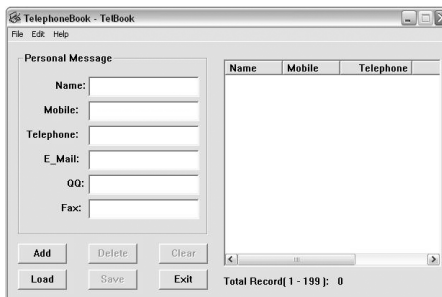 TelephoneBook - TelBook
File Edit Help
Personal Message
Name:
Mobile:
Telephone:
E_Mail:
QQ:
Fax:
Name Mobile Telephone
Add Delete Clear
Load Save Exit
Total Record( 1 - 199 ): 0